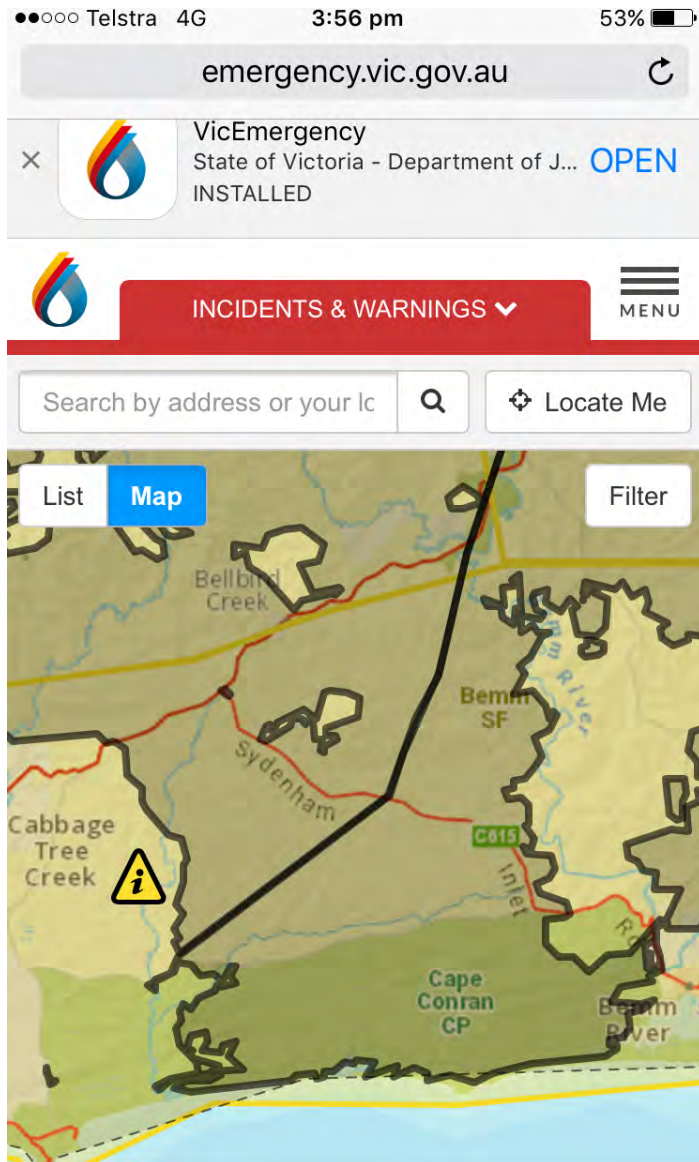 Telstra 4G 3:56 pm 53%
emergency.vic.gov.au
VicEmergency
State of Victoria - Department of J...
OPEN
INSTALLED
INCIDENTS & WARNINGS
MENU
Search by address or your lc
Locate Me
List
Map
Filter
Bellbird
Creek
Bemm
SF
River
Sydenham
Cabbage
Tree
Creek
i
C615
Inlet
Cape
Conran
CP
Bemm
River